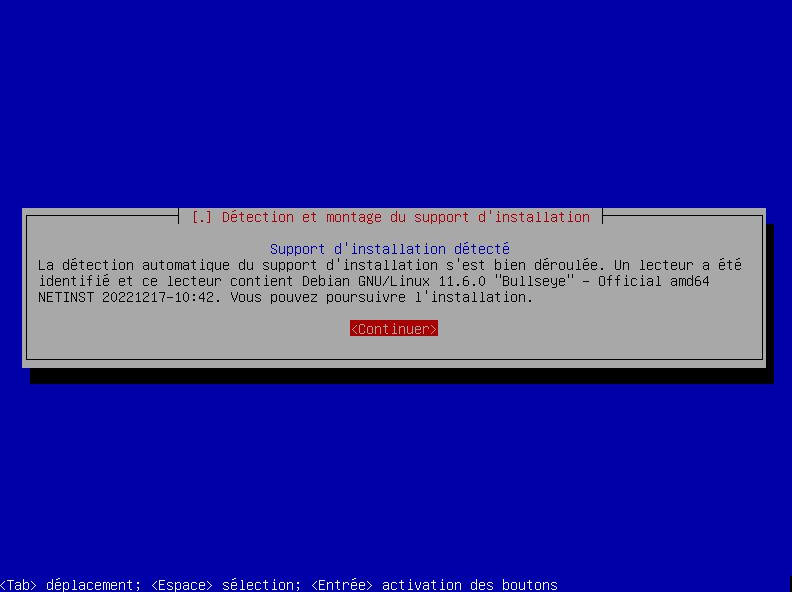 [.] Détection et montage du support d'installation
Support d'installation détecté
La détection automatique du support d'installation s'est bien déroulée. Un lecteur a été
identifié et ce lecteur contient Debian GNU/Linux 11.6.0 "Bullseye" - Official amd64
NETINST 20221217-10:42. Vous pouvez poursuivre l'installation.
<Continuer>
<Tab> déplacement; <Espace> sélection; <Entrée> activation des boutons